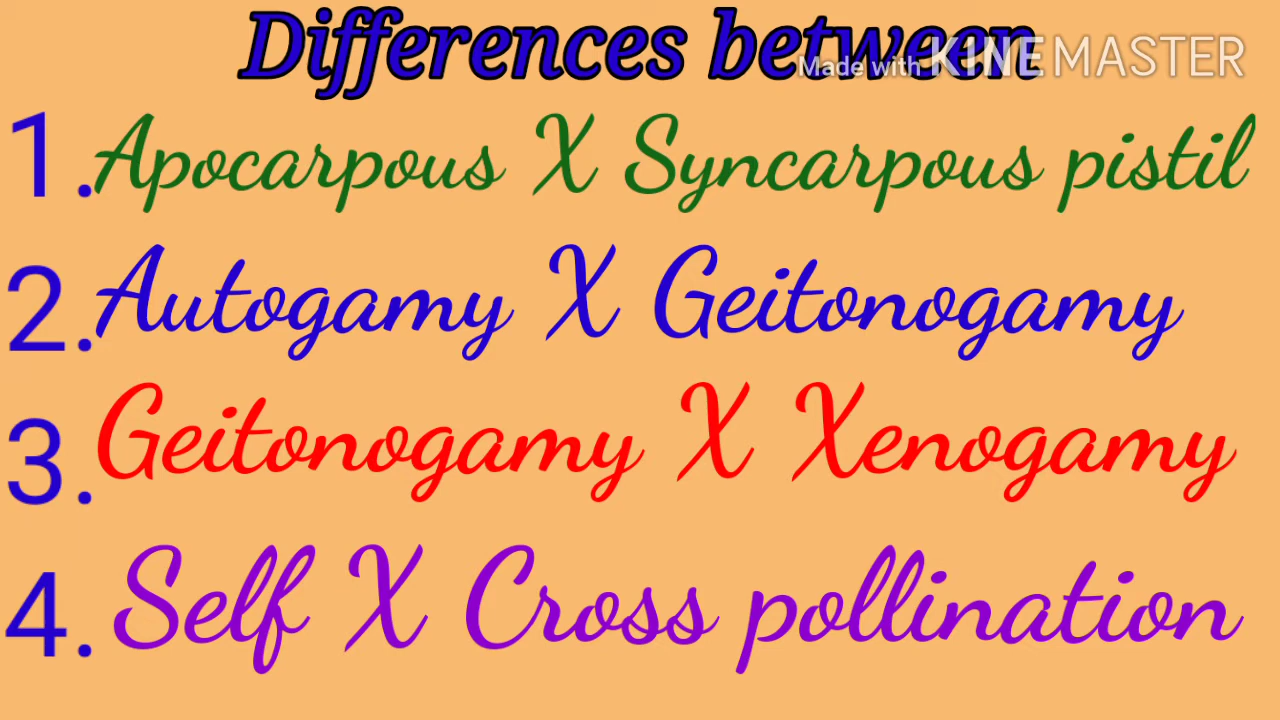 Differences between
Made with KINEMASTER
1. Apocarpous X Syncarpous pistil
2. Autogamy X Geitonogamy
3. Geitonogamy X Xenogamy
4. Self X Cross pollination